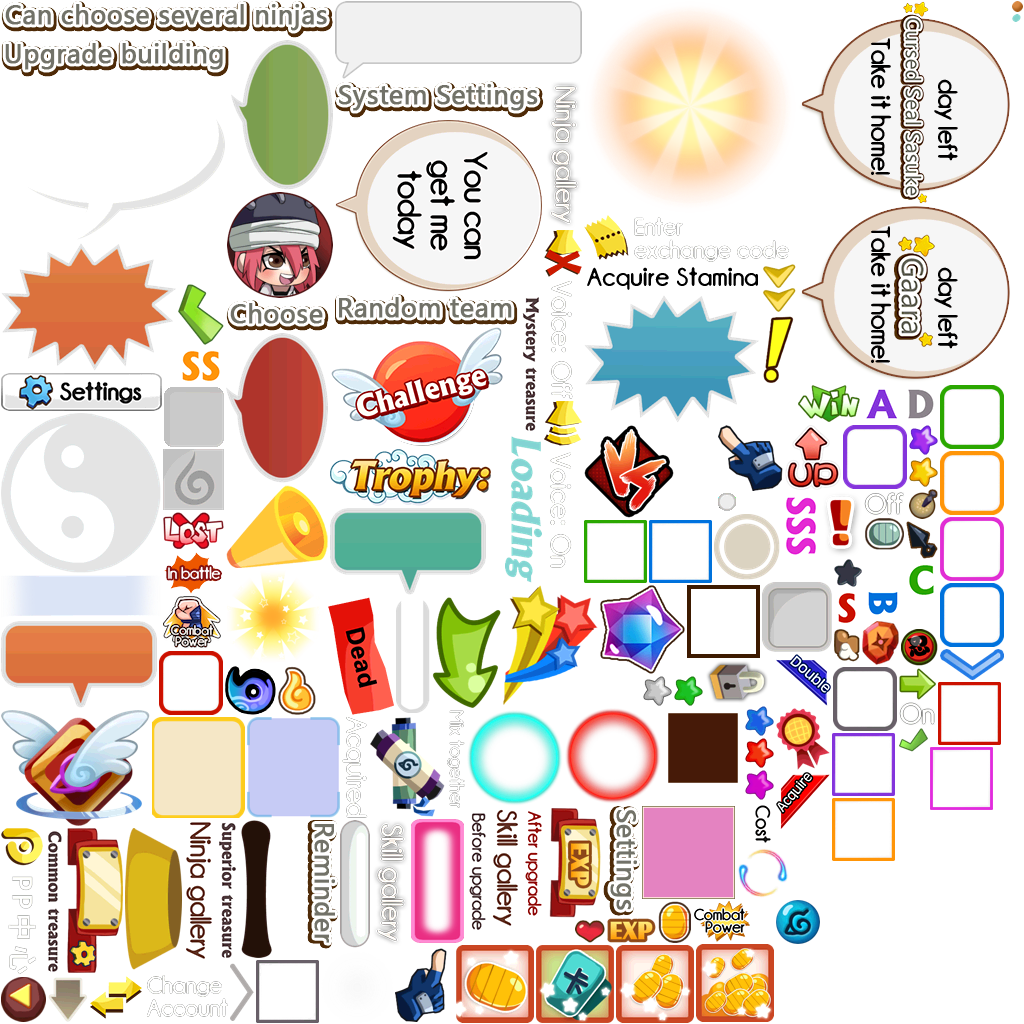 Can choose several ninjas
Upgrade building
System Settings
You can
get me
today
Ninja gallery
Cursed Seal Sasuke
day left
Take it home!
Enter
exchange code
Acquire Stamina
Gaara
day left
Take it home!
Choose
Random team
Mystery treasure
Voice: Off
SS
Settings
Challenge
Trophy:
Loading
Voice: On
VS
WIN
A
D
UP
SSS
Off
LOST
In battle
Combat
Power
Dead
C
S
B
Double
On
Acquired
Mix together
Acquire
Cost
PP中心
Common treasure
Ninja gallery
Superior treasure
Reminder
Skill gallery
Before upgrade
Skill gallery
After upgrade
EXP
Settings
EXP
Combat
Power
Change
Account
卡